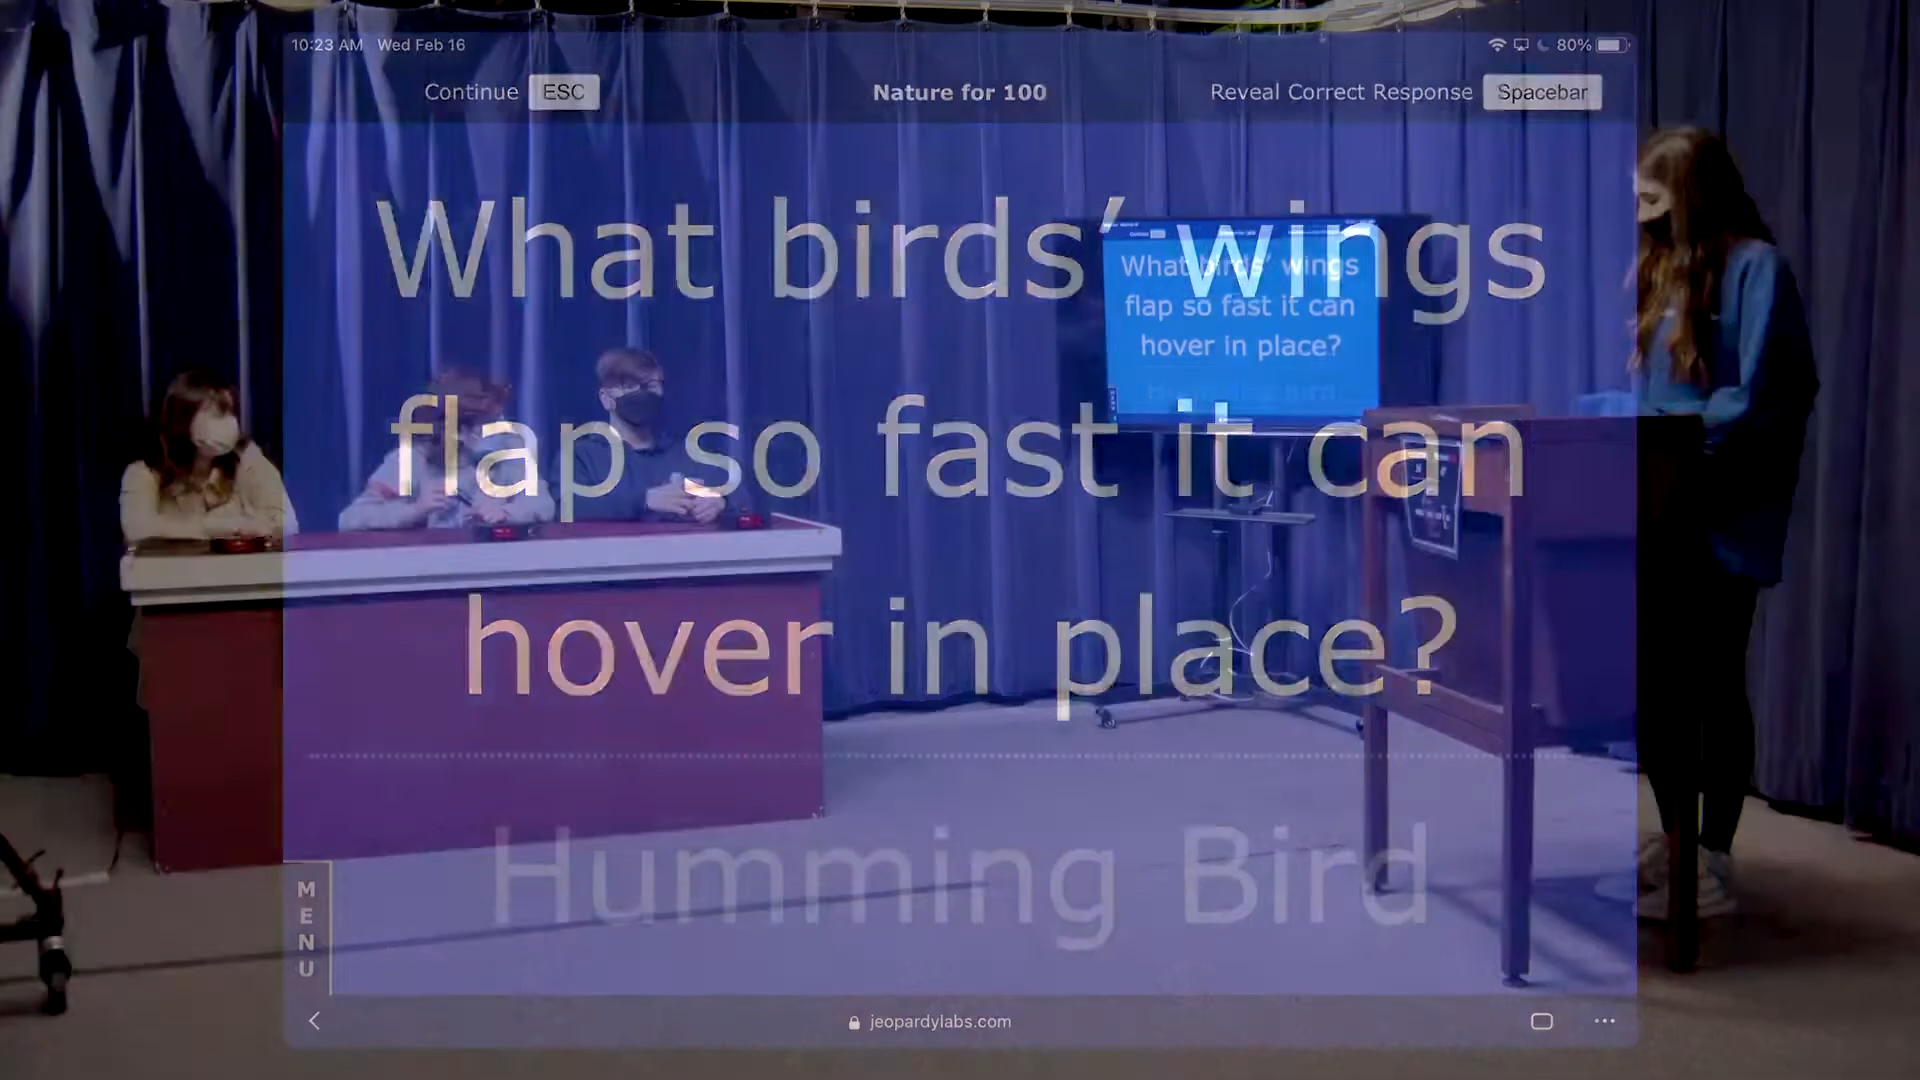 10:23 AM Wed Feb 16
80%
Continue ESC
Nature for 100
Reveal Correct Response Spacebar
What birds’ wings
flap so fast it can
hover in place?
Humming Bird
MENU
jeopardylabs.com
What birds’ wings
flap so fast it can
hover in place?